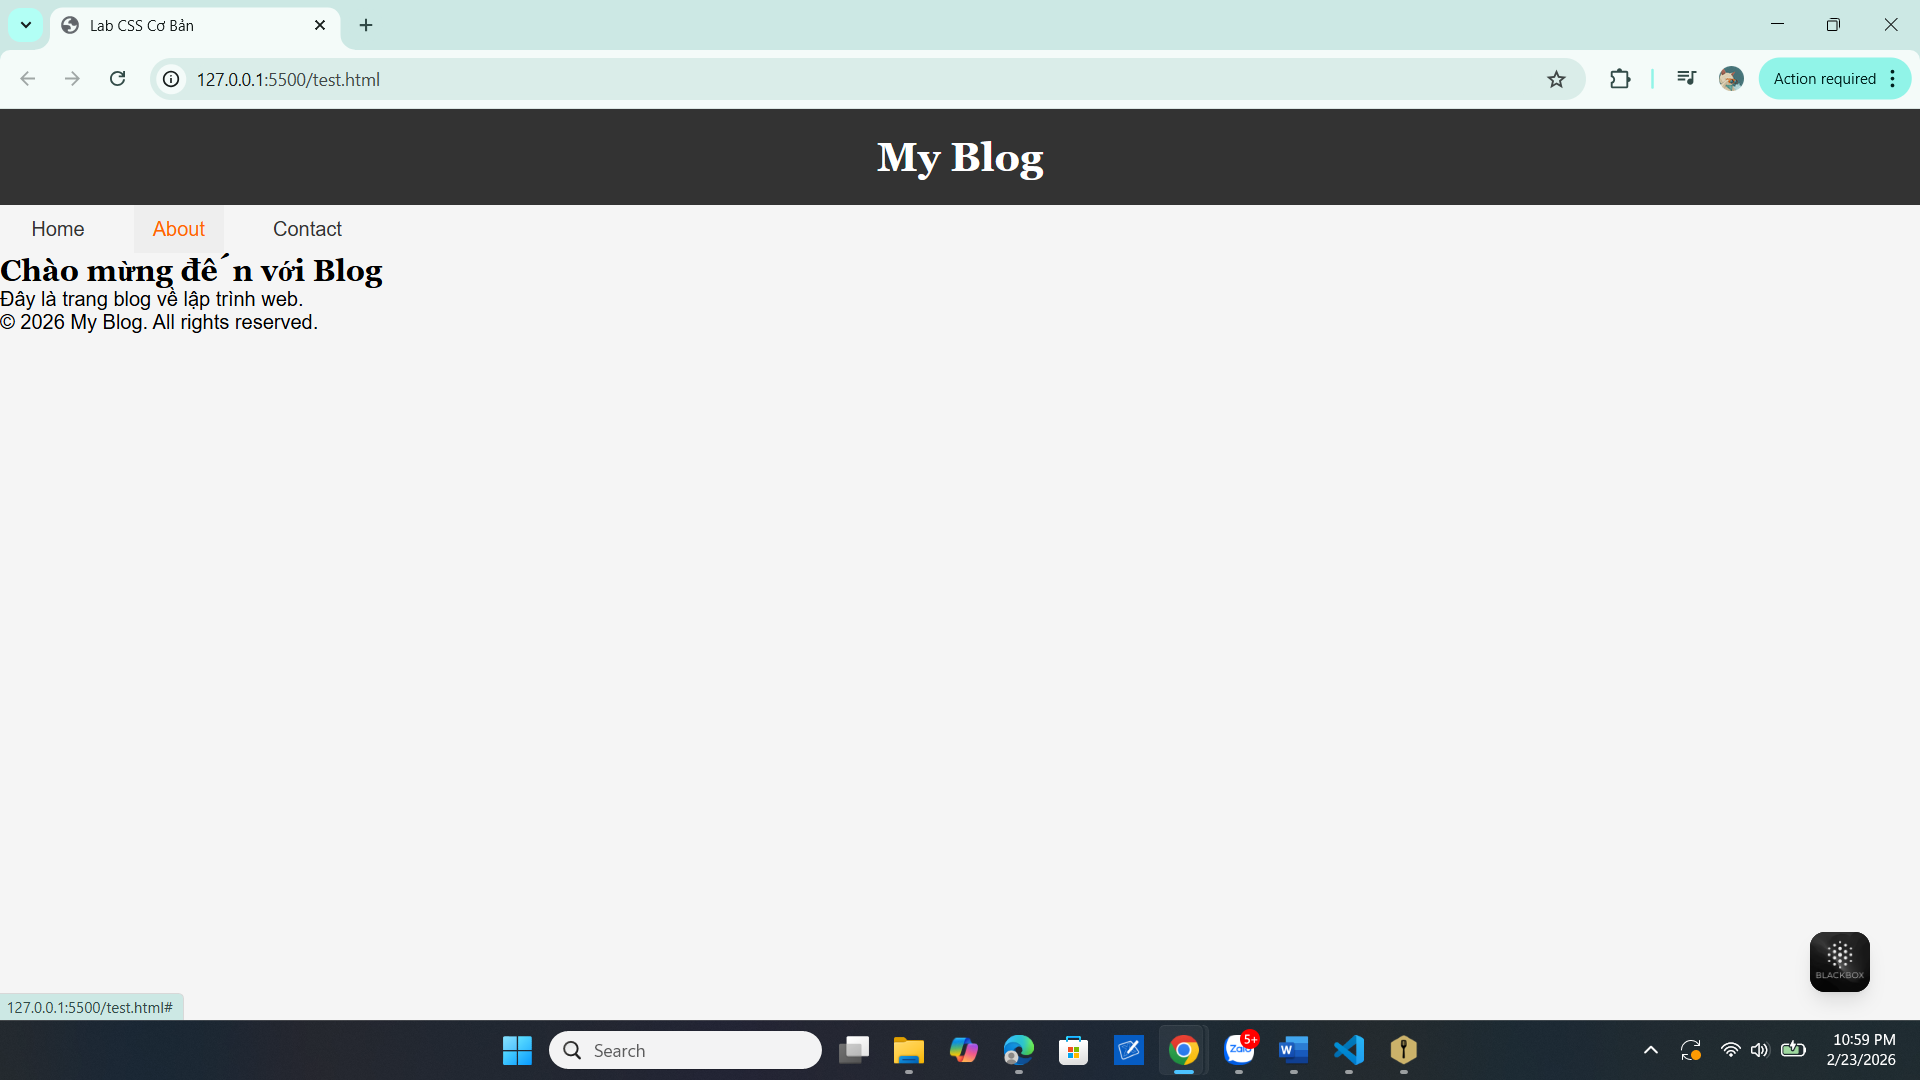 Lab CSS Cơ Bản
127.0.0.1:5500/test.html
Action required
My Blog
Home About Contact
Chào mừng đến với Blog
Đây là trang blog về lập trình web.
© 2026 My Blog. All rights reserved.
BLACKBOX
127.0.0.1:5500/test.html#
Search
Zalo
5+
W
10:59 PM
2/23/2026